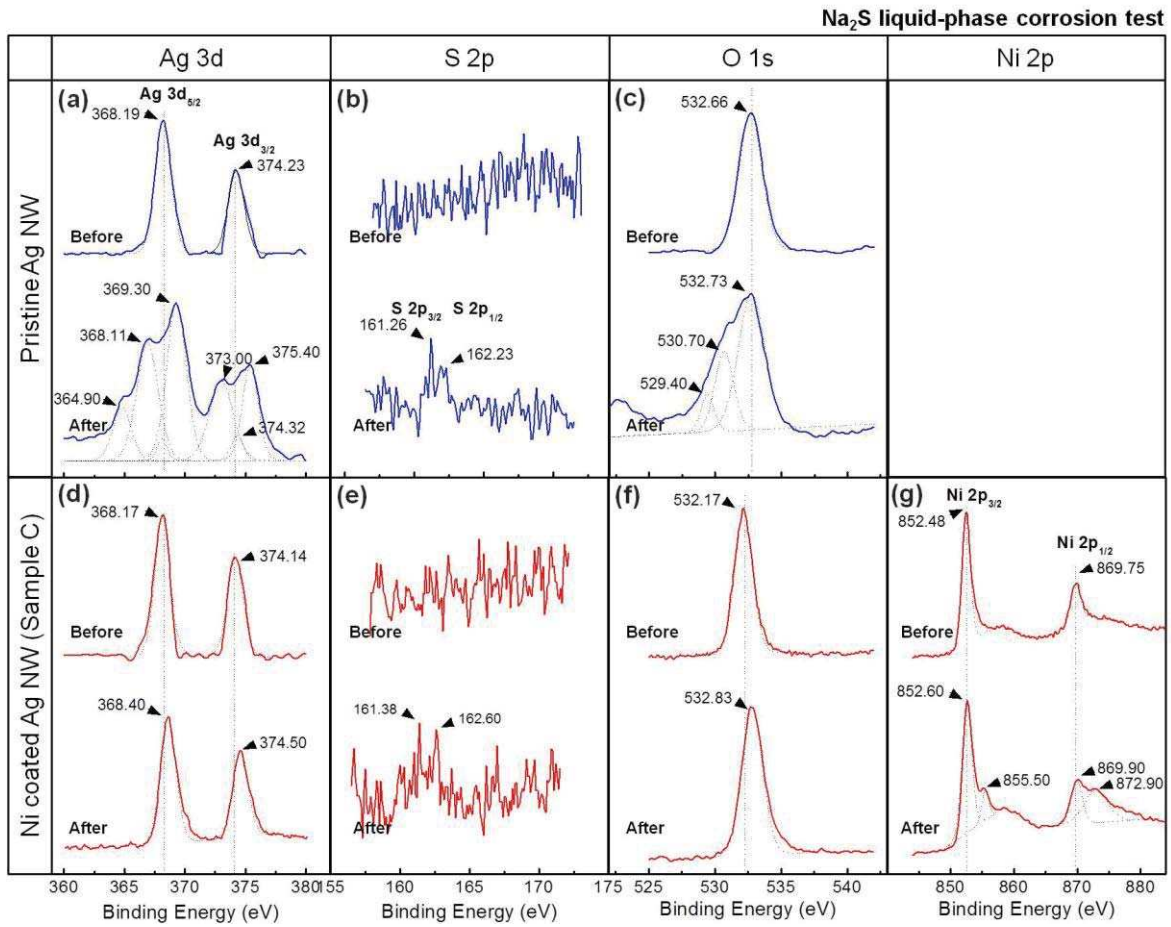 Na₂S liquid-phase corrosion test
Ag 3d
S 2p
O 1s
Ni 2p
Pristine Ag NW
(a)
Ag 3d₅/₂
368.19
Ag 3d₃/₂
374.23
Before
369.30
368.11
373.00
375.40
364.90
374.32
After
(b)
Before
S 2p₃/₂ S 2p₁/₂
161.26
162.23
After
(c)
532.66
Before
532.73
530.70
529.40
After
Ni coated Ag NW (Sample C)
(d)
368.17
374.14
Before
368.40
374.50
After
(e)
Before
161.38
162.60
After
(f)
532.17
Before
532.83
After
(g)
Ni 2p₃/₂
852.48
Ni 2p₁/₂
869.75
Before
852.60
855.50
869.90
872.90
After
360 365 370 375 380
155 160 165 170 175
525 530 535 540
850 860 870 880
Binding Energy (eV)
Binding Energy (eV)
Binding Energy (eV)
Binding Energy (eV)